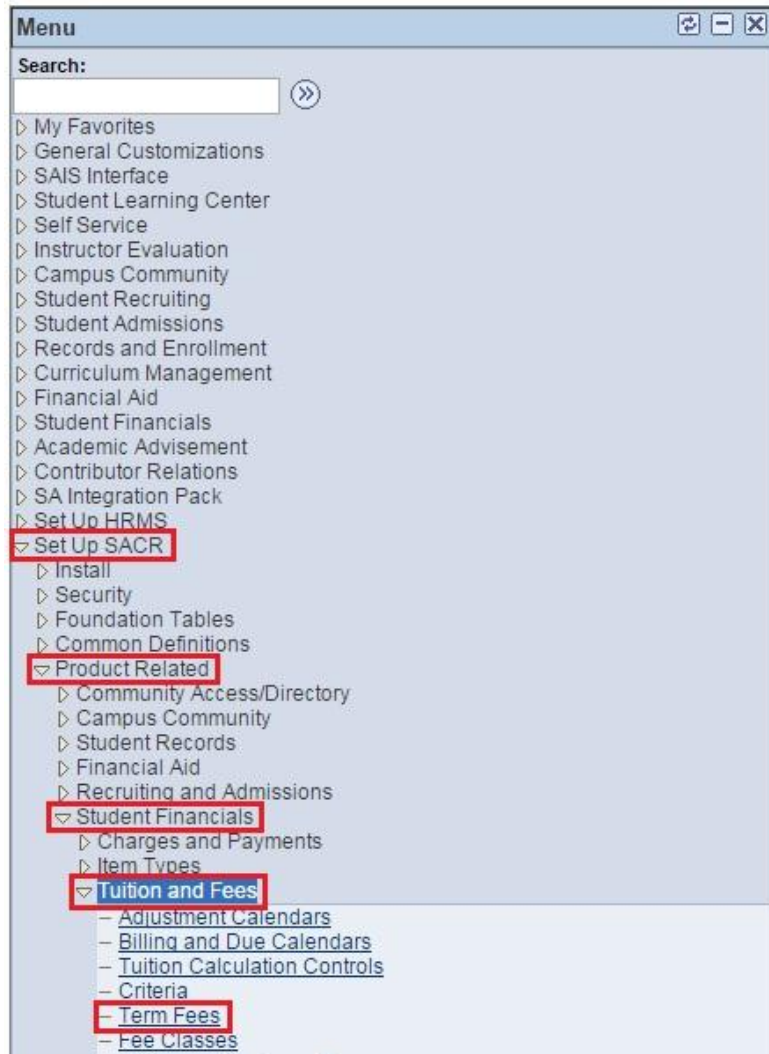 Menu
Search:
My Favorites
General Customizations
SAIS Interface
Student Learning Center
Self Service
Instructor Evaluation
Campus Community
Student Recruiting
Student Admissions
Records and Enrollment
Curriculum Management
Financial Aid
Student Financials
Academic Advisement
Contributor Relations
SA Integration Pack
Set Up HRMS
Set Up SACR
Install
Security
Foundation Tables
Common Definitions
Product Related
Community Access/Directory
Campus Community
Student Records
Financial Aid
Recruiting and Admissions
Student Financials
Charges and Payments
Item Types
Tuition and Fees
– Adjustment Calendars
– Billing and Due Calendars
– Tuition Calculation Controls
– Criteria
– Term Fees
– Fee Classes